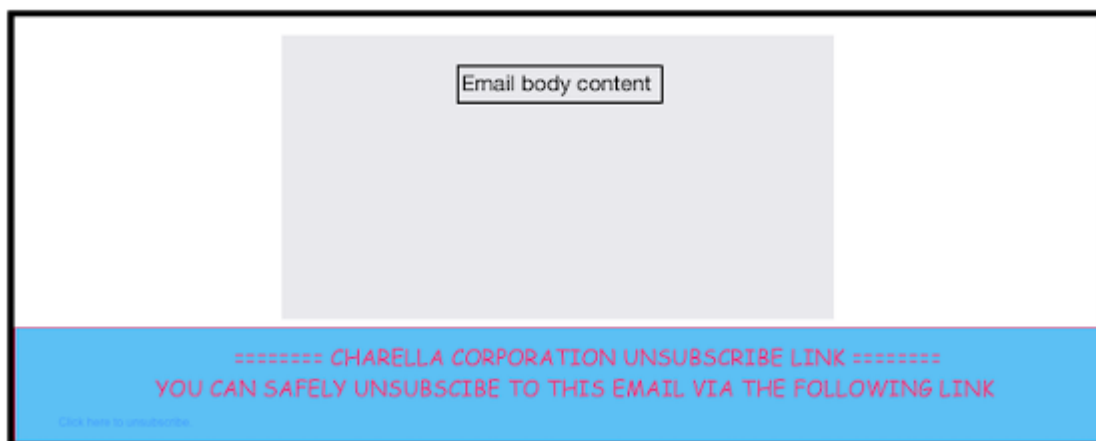 Email body content
======== CHARELLA CORPORATION UNSUBSCRIBE LINK ========
YOU CAN SAFELY UNSUBSCIBE TO THIS EMAIL VIA THE FOLLOWING LINK
Click here to unsubscribe.